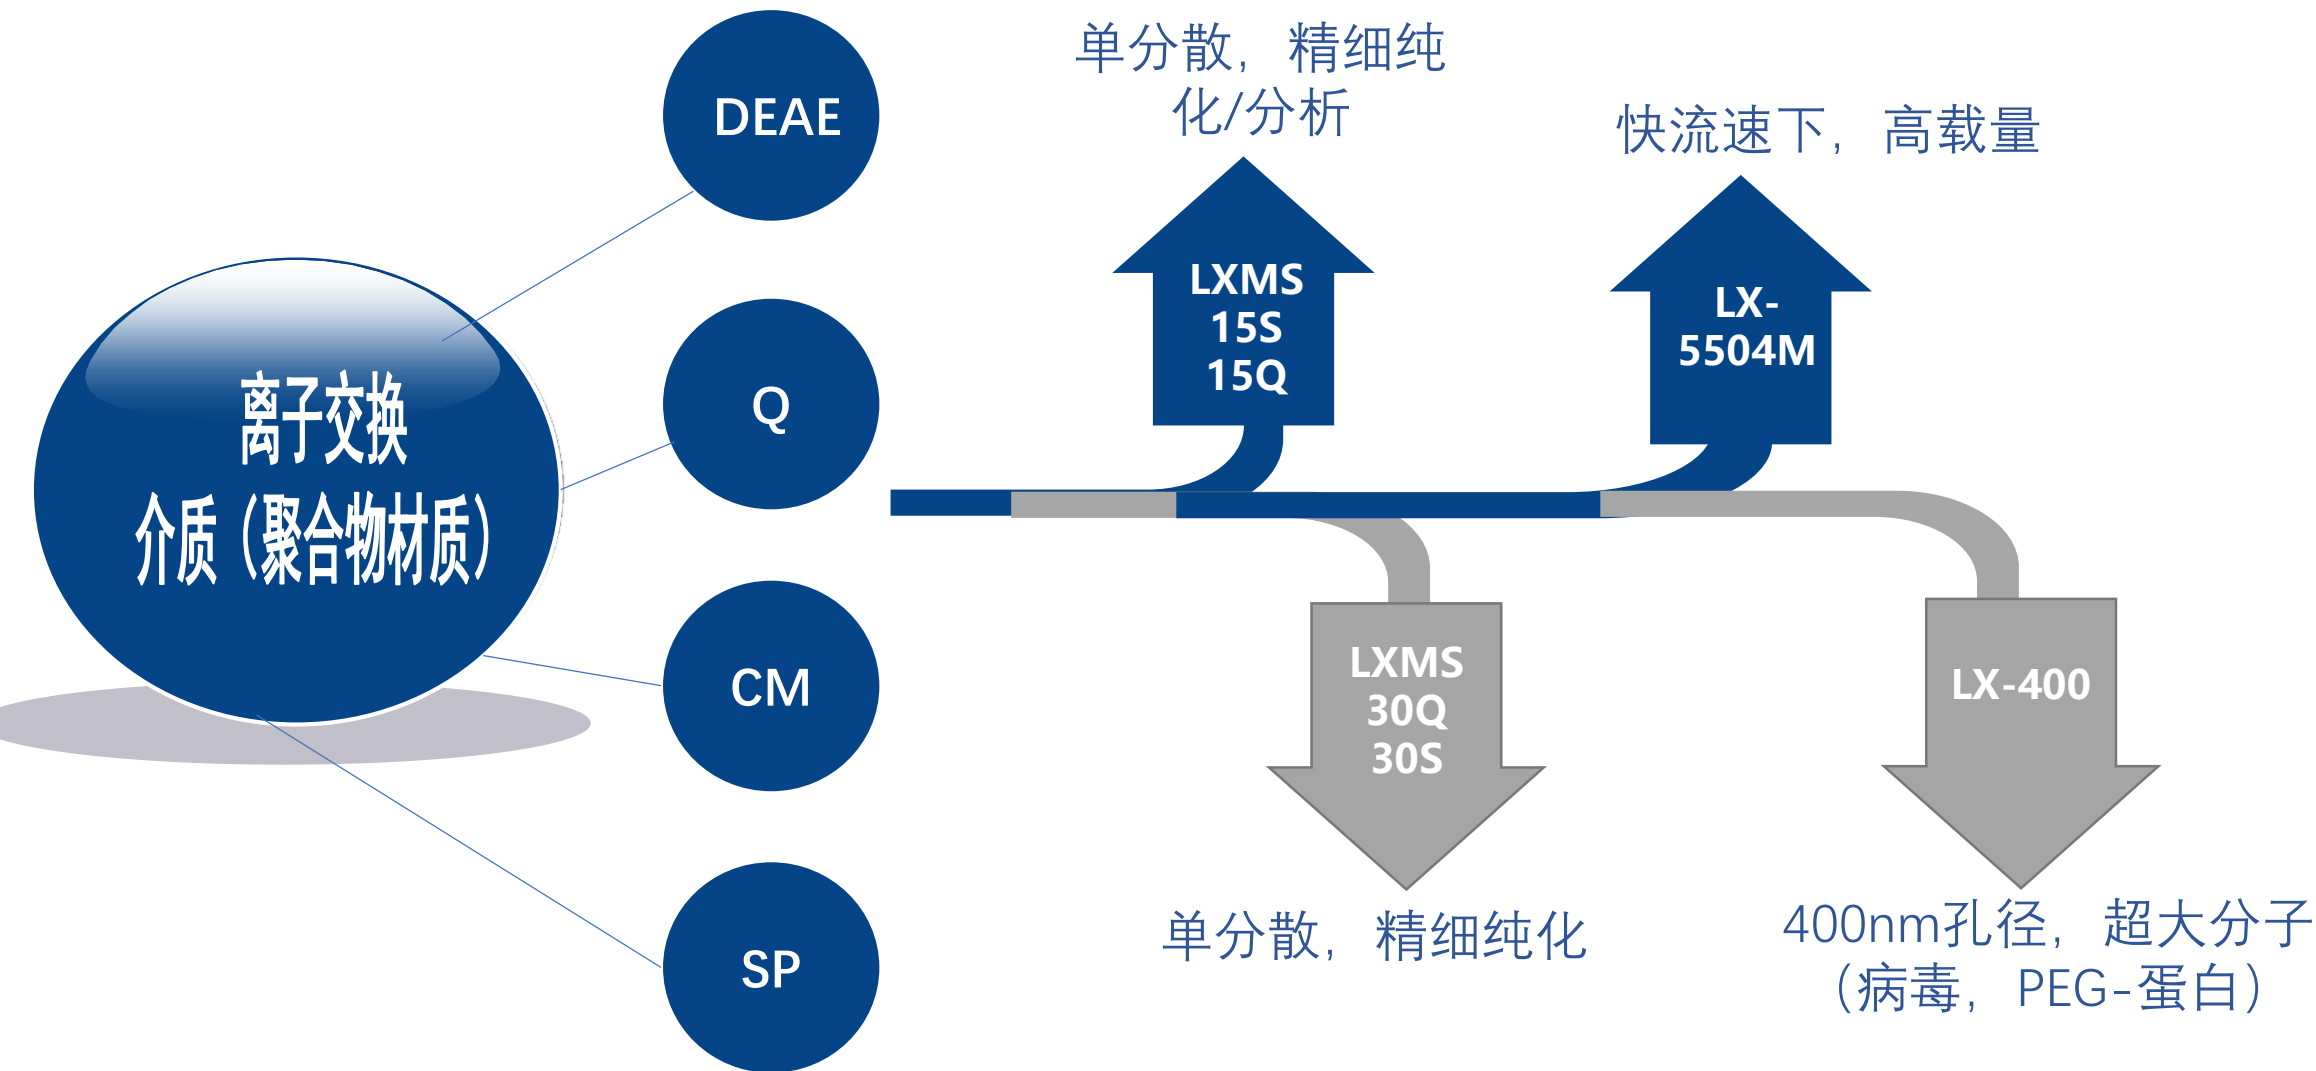 离子交换
介质（聚合物材质）
DEAE
Q
CM
SP
单分散，精细纯
化/分析
LXMS
15S
15Q
快流速下，高载量
LX-
5504M
LXMS
30Q
30S
单分散，精细纯化
LX-400
400nm孔径，超大分子
（病毒，PEG-蛋白）